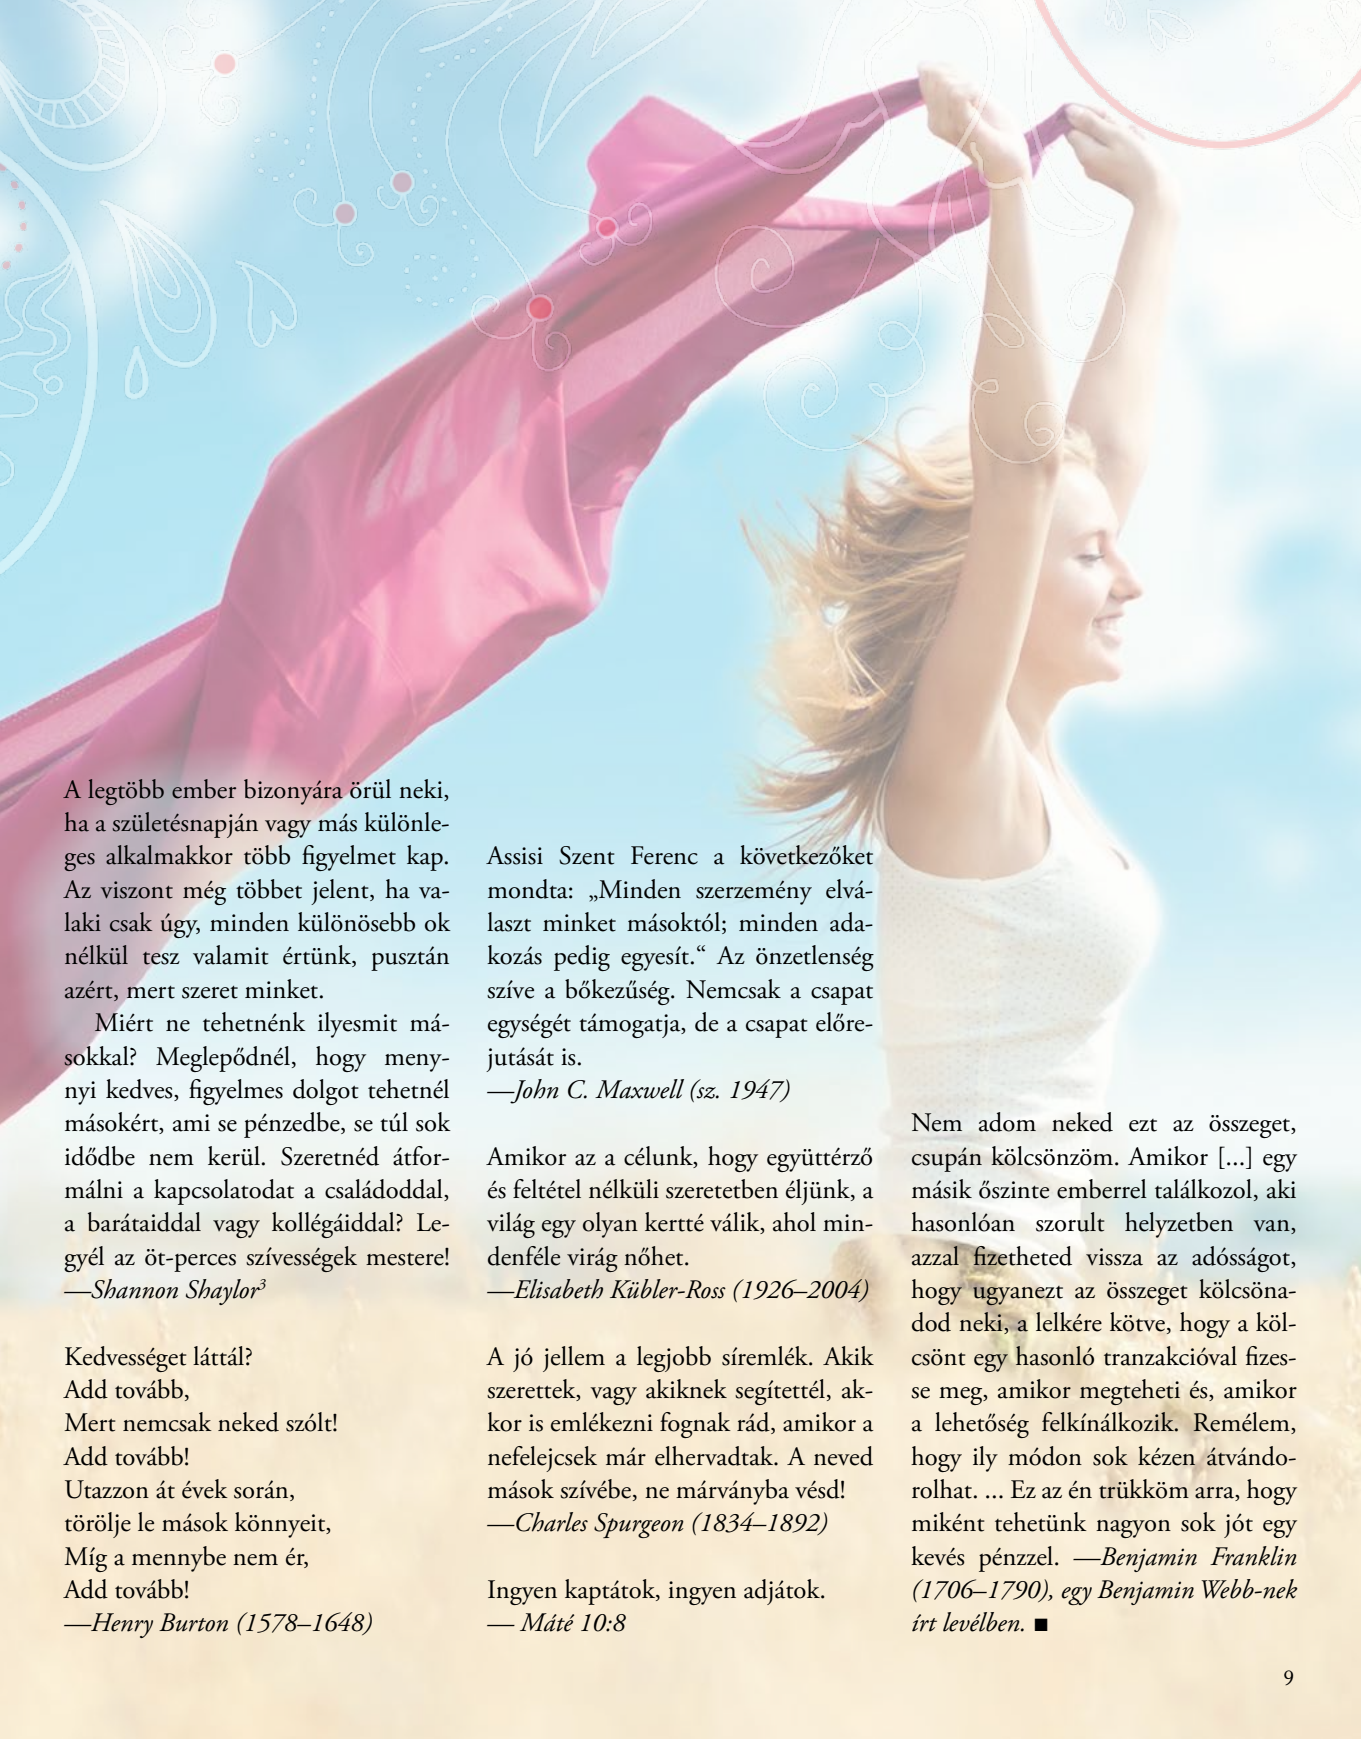 A legtöbb ember bizonyára örül neki,
ha a születésnapján vagy más különle-
ges alkalmakkor több figyelmet kap.
Az viszont még többet jelent, ha va-
laki csak úgy, minden különösebb ok
nélkül tesz valamit értünk, pusztán
azért, mert szeret minket.
Miért ne tehetnénk ilyesmit má-
sokkal? Meglepődnél, hogy meny-
nyi kedves, figyelmes dolgot tehetnél
másokért, ami se pénzedbe, se túl sok
idődbe nem kerül. Szeretnéd átfor-
málni a kapcsolatodat a családoddal,
a barátaiddal vagy kollégáiddal? Le-
gyél az öt-perces szívességek mestere!
—Shannon Shaylor³
Kedvességet láttál?
Add tovább,
Mert nemcsak neked szólt!
Add tovább!
Utazzon át évek során,
törölje le mások könnyeit,
Míg a mennybe nem ér,
Add tovább!
—Henry Burton (1578–1648)
Assisi Szent Ferenc a következőket
mondta: „Minden szerzemény elvá-
laszt minket másoktól; minden ada-
kozás pedig egyesít.“ Az önzetlenség
szíve a bőkezűség. Nemcsak a csapat
egységét támogatja, de a csapat előre-
jutását is.
—John C. Maxwell (sz. 1947)
Amikor az a célunk, hogy együttérző
és feltétel nélküli szeretetben éljünk, a
világ egy olyan kertté válik, ahol min-
denféle virág nőhet.
—Elisabeth Kübler-Ross (1926–2004)
A jó jellem a legjobb síremlék. Akik
szerettek, vagy akiknek segítettél, ak-
kor is emlékezni fognak rád, amikor a
nefelejcsek már elhervadtak. A neved
mások szívébe, ne márványba vésd!
—Charles Spurgeon (1834–1892)
Ingyen kaptátok, ingyen adjátok.
— Máté 10:8
Nem adom neked ezt az összeget,
csupán kölcsönzöm. Amikor [...] egy
másik őszinte emberrel találkozol, aki
hasonlóan szorult helyzetben van,
azzal fizetheted vissza az adósságot,
hogy ugyanezt az összeget kölcsöna-
dod neki, a lelkére kötve, hogy a köl-
csönt egy hasonló tranzakcióval fizes-
se meg, amikor megteheti és, amikor
a lehetőség felkínálkozik. Remélem,
hogy ily módon sok kézen átvándo-
rolhat. ... Ez az én trükköm arra, hogy
miként tehetünk nagyon sok jót egy
kevés pénzzel. —Benjamin Franklin
(1706–1790), egy Benjamin Webb-nek
írt levélben. ■
9